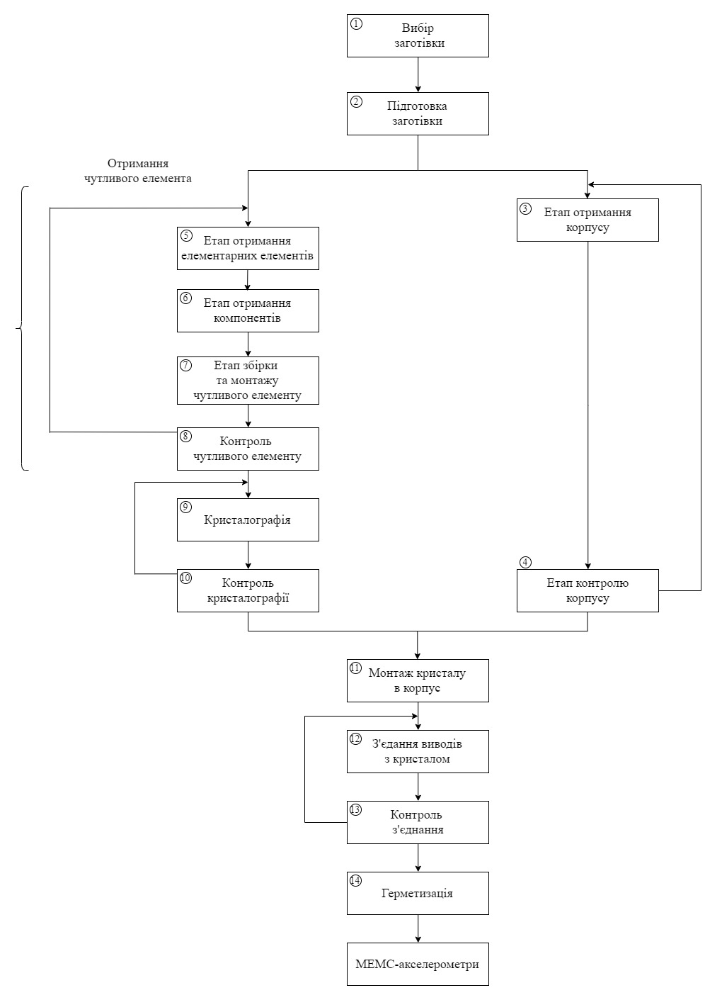 1
Вибір
заготівки
2
Підготовка
заготівки
Отримання
чутливого елемента
3
Етап отримання
корпусу
5
Етап отримання
елементарних елементів
6
Етап отримання
компонентів
7
Етап збірки
та монтажу
чутливого елементу
8
Контроль
чутливого елементу
9
Кристалографія
10
Контроль
кристалографії
4
Етап контролю
корпусу
11
Монтаж кристалу
в корпус
12
З'єдання виводів
з кристалом
13
Контроль
з'єднання
14
Герметизація
МЕМС-акселерометри